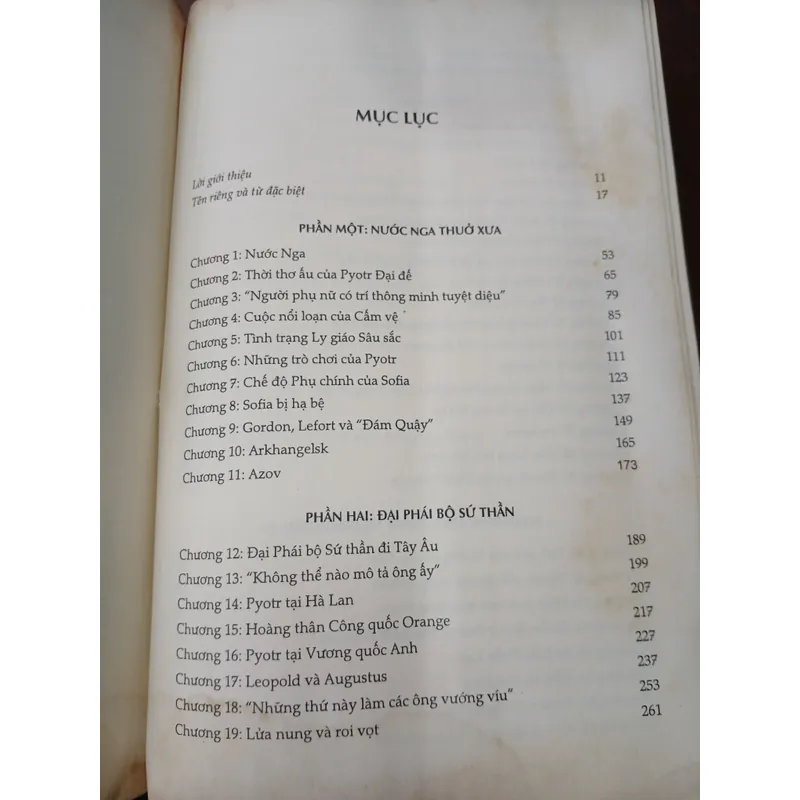 MỤC LỤC
Lời giới thiệu 11
Tên riêng và từ đặc biệt 17
PHẦN MỘT: NƯỚC NGA THUỞ XƯA
Chương 1: Nước Nga 53
Chương 2: Thời thơ ấu của Pyotr Đại đế 65
Chương 3: “Người phụ nữ có trí thông minh tuyệt diệu” 79
Chương 4: Cuộc nổi loạn của Cấm vệ 85
Chương 5: Tình trạng Ly giáo Sâu sắc 101
Chương 6: Những trò chơi của Pyotr 111
Chương 7: Chế độ Phụ chính của Sofia 123
Chương 8: Sofia bị hạ bệ 137
Chương 9: Gordon, Lefort và “Đám Quậy” 149
Chương 10: Arkhangelsk 165
Chương 11: Azov 173
PHẦN HAI: ĐẠI PHÁI BỘ SỨ THẦN
Chương 12: Đại Phái bộ Sứ thần đi Tây Âu 189
Chương 13: “Không thể nào mô tả ông ấy” 199
Chương 14: Pyotr tại Hà Lan 207
Chương 15: Hoàng thân Công quốc Orange 217
Chương 16: Pyotr tại Vương quốc Anh 227
Chương 17: Leopold và Augustus 237
Chương 18: “Những thứ này làm các ông vướng víu” 253
Chương 19: Lửa nung và roi vọt 261